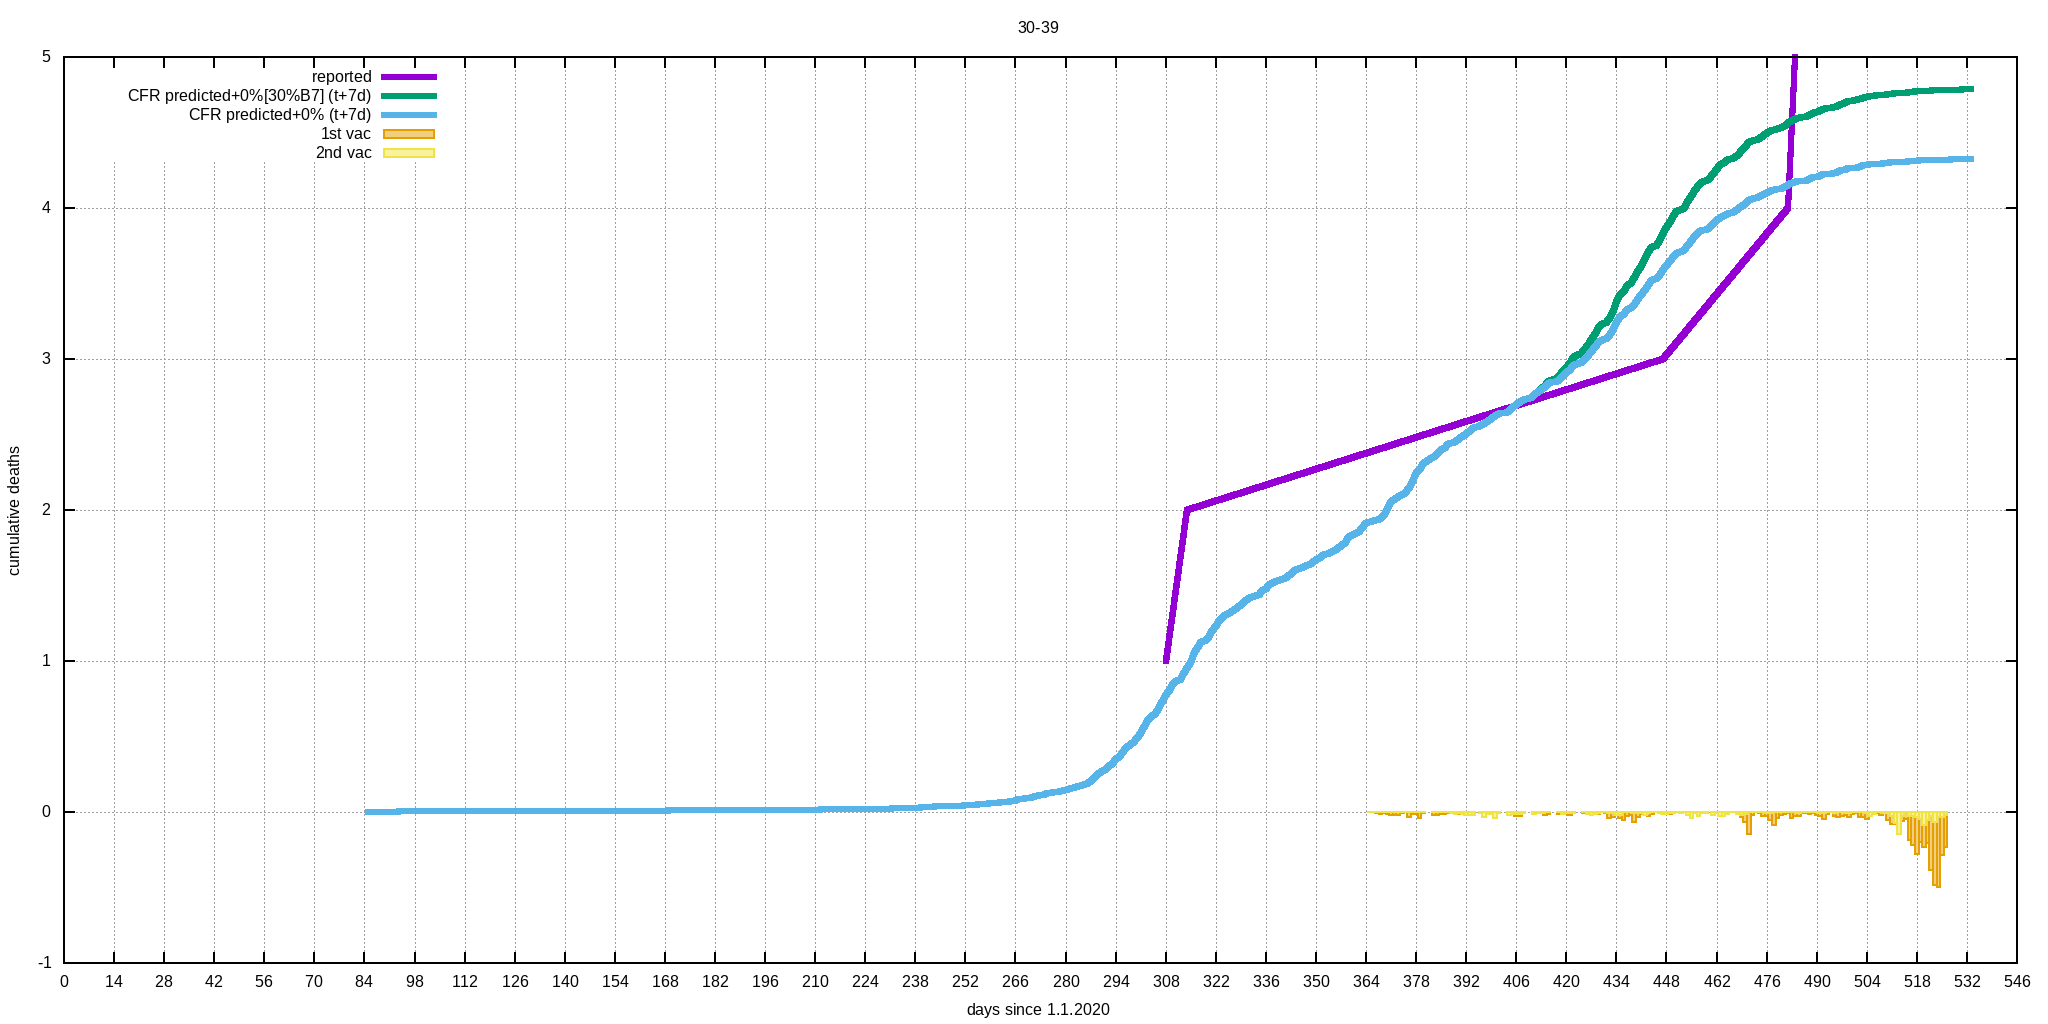 30-39
5
reported
CFR predicted+0%[30%B7] (t+7d)
CFR predicted+0% (t+7d)
1st vac
2nd vac
4
3
2
1
0
-1
cumulative deaths
0 14 28 42 56 70 84 98 112 126 140 154 168 182 196 210 224 238 252 266 280 294 308 322 336 350 364 378 392 406 420 434 448 462 476 490 504 518 532 546
days since 1.1.2020